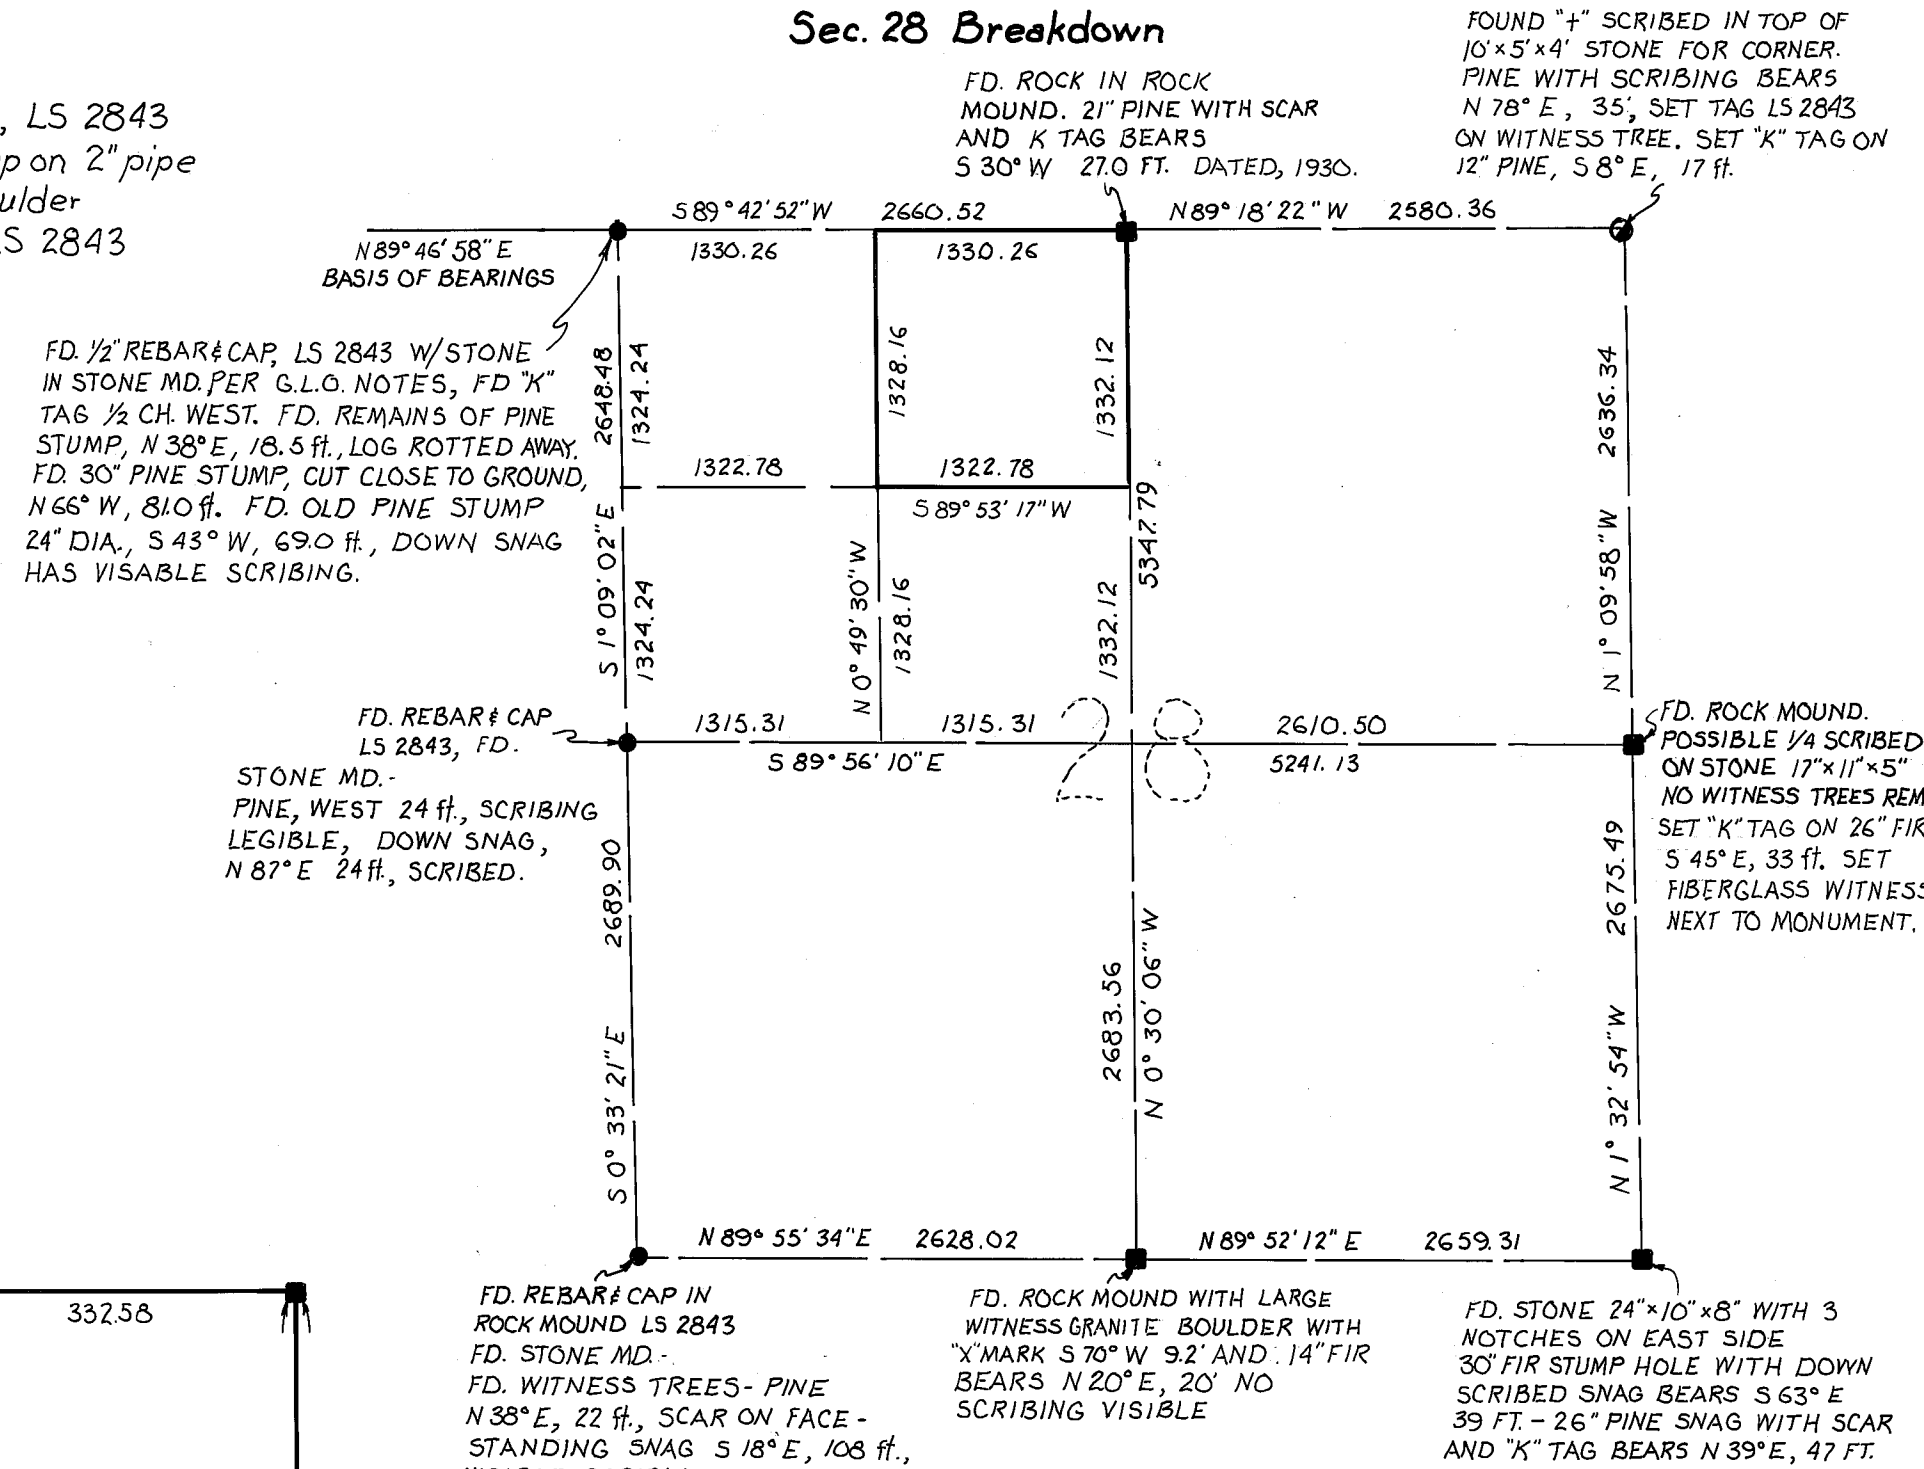 Sec. 28 Breakdown
, LS 2843
p on 2" pipe
ulder
S 2843
FD. ROCK IN ROCK
MOUND. 21" PINE WITH SCAR
AND K TAG BEARS
S 30° W 27.0 FT. DATED, 1930.
FOUND "+" SCRIBED IN TOP OF
10'×5'×4' STONE FOR CORNER.
PINE WITH SCRIBING BEARS
N 78° E, 35', SET TAG LS 2843
ON WITNESS TREE. SET "K" TAG ON
12" PINE, S 8° E, 17 ft.
S 89° 42' 52" W 2660.52
N 89° 18' 22" W 2580.36
N 89° 46' 58" E
BASIS OF BEARINGS
1330.26
1330.26
FD. 1/2" REBAR & CAP, LS 2843 W/ STONE
IN STONE MD. PER G.L.O. NOTES, FD "K"
TAG 1/2 CH. WEST. FD. REMAINS OF PINE
STUMP, N 38° E, 18.5 ft., LOG ROTTED AWAY.
FD. 30" PINE STUMP, CUT CLOSE TO GROUND,
N 66° W, 81.0 ft. FD. OLD PINE STUMP
24" DIA., S 43° W, 69.0 ft., DOWN SNAG
HAS VISABLE SCRIBING.
2648.48
1324.24
1328.16
1332.12
2636.34
1322.78
1322.78
S 89° 53' 17" W
5347.79
S 1° 09' 02" E
1324.24
N 0° 49' 30" W
1328.16
1332.12
N 1° 09' 58" W
FD. REBAR & CAP
LS 2843, FD.
STONE MD.-
PINE, WEST 24 ft., SCRIBING
LEGIBLE, DOWN SNAG,
N 87° E 24 ft., SCRIBED.
1315.31
1315.31
S 89° 56' 10" E
28
2610.50
5241.13
FD. ROCK MOUND.
POSSIBLE 1/4 SCRIBED
ON STONE 17"×11"×5"
NO WITNESS TREES REM
SET "K" TAG ON 26" FIR
S 45° E, 33 ft. SET
FIBERGLASS WITNESS
NEXT TO MONUMENT.
2689.90
S 0° 33' 21" E
2683.56
N 0° 30' 06" W
2675.49
N 1° 32' 54" W
N 89° 55' 34" E 2628.02
N 89° 52' 12" E 2659.31
332.58
FD. REBAR & CAP IN
ROCK MOUND LS 2843
FD. STONE MD.-
FD. WITNESS TREES- PINE
N 38° E, 22 ft., SCAR ON FACE-
STANDING SNAG S 18° E, 108 ft.,
FD. ROCK MOUND WITH LARGE
WITNESS GRANITE BOULDER WITH
"X" MARK S 70° W 9.2' AND 14" FIR
BEARS N 20° E, 20' NO
SCRIBING VISIBLE
FD. STONE 24"×10"×8" WITH 3
NOTCHES ON EAST SIDE
30" FIR STUMP HOLE WITH DOWN
SCRIBED SNAG BEARS S 63° E
39 FT. - 26" PINE SNAG WITH SCAR
AND "K" TAG BEARS N 39° E, 47 FT.